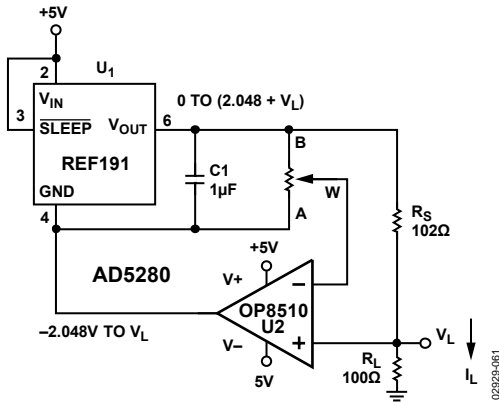 +5V
2
U1
VIN
3
SLEEP
VOUT
6
0 TO (2.048 + VL)
REF191
GND
4
C1
1µF
B
W
A
RS
102Ω
AD5280
+5V
V+
–
OP8510
U2
+
V–
5V
–2.048V TO VL
VL
RL
100Ω
IL
02929-061